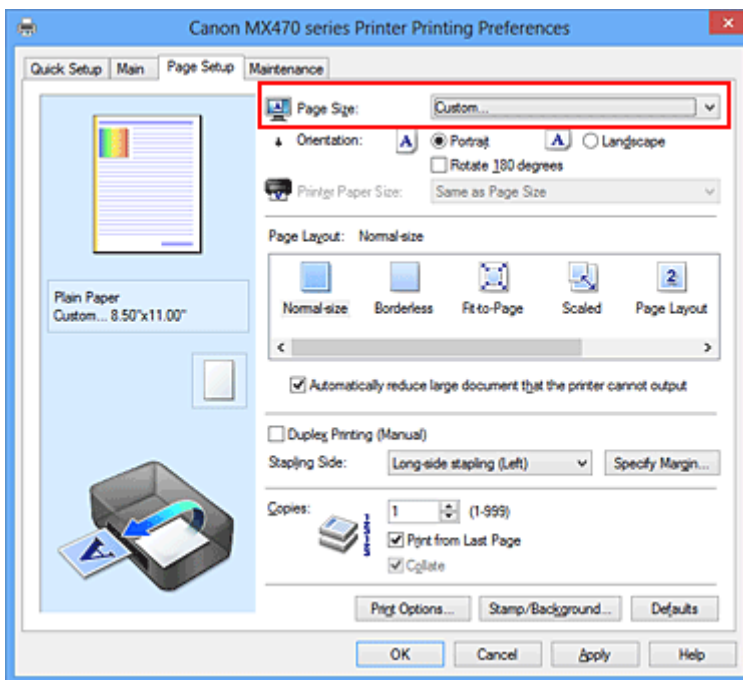 Canon MX470 series Printer Printing Preferences
Quick Setup Main Page Setup Maintenance
Page Size: Custom...
Orientation: A Portrait A Landscape
Rotate 180 degrees
Printer Paper Size: Same as Page Size
Page Layout: Normal-size
Normal-size Borderless Fit-to-Page Scaled Page Layout
Automatically reduce large document that the printer cannot output
Plain Paper
Custom... 8.50"x11.00"
Duplex Printing (Manual)
Stapling Side: Long-side stapling (Left) Specify Margin...
Copies: 1 (1-999)
Print from Last Page
Collate
Print Options... Stamp/Background... Defaults
OK Cancel Apply Help